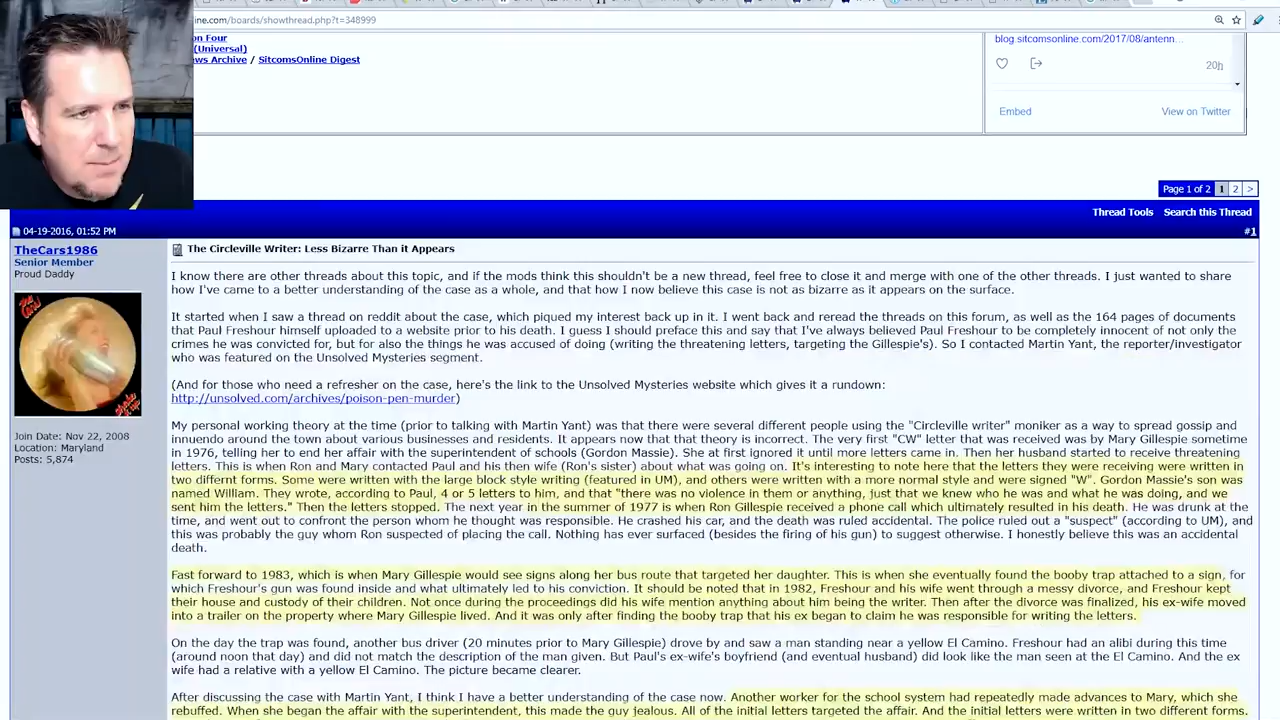 ine.com/boards/showthread.php?t=348999
on Four
(Universal)
ews Archive / SitcomsOnline Digest
blog.sitcomsonline.com/2017/08/antenn...
20h
Embed
View on Twitter
Page 1 of 2 1 2 >
Thread Tools Search this Thread
04-19-2016, 01:52 PM
#1
TheCars1986
Senior Member
Proud Daddy
Join Date: Nov 22, 2008
Location: Maryland
Posts: 5,874
The Circleville Writer: Less Bizarre Than it Appears
I know there are other threads about this topic, and if the mods think this shouldn't be a new thread, feel free to close it and merge with one of the other threads. I just wanted to share
how I've came to a better understanding of the case as a whole, and that how I now believe this case is not as bizarre as it appears on the surface.
It started when I saw a thread on reddit about the case, which piqued my interest back up in it. I went back and reread the threads on this forum, as well as the 164 pages of documents
that Paul Freshour himself uploaded to a website prior to his death. I guess I should preface this and say that I've always believed Paul Freshour to be completely innocent of not only the
crimes he was convicted for, but for also the things he was accused of doing (writing the threatening letters, targeting the Gillespie's). So I contacted Martin Yant, the reporter/investigator
who was featured on the Unsolved Mysteries segment.
(And for those who need a refresher on the case, here's the link to the Unsolved Mysteries website which gives it a rundown:
http://unsolved.com/archives/poison-pen-murder)
My personal working theory at the time (prior to talking with Martin Yant) was that there were several different people using the "Circleville writer" moniker as a way to spread gossip and
innuendo around the town about various businesses and residents. It appears now that that theory is incorrect. The very first "CW" letter that was received was by Mary Gillespie sometime
in 1976, telling her to end her affair with the superintendent of schools (Gordon Massie). She at first ignored it until more letters came in. Then her husband started to receive threatening
letters. This is when Ron and Mary contacted Paul and his then wife (Ron's sister) about what was going on. It's interesting to note here that the letters they were receiving were written in
two differnt forms. Some were written with the large block style writing (featured in UM), and others were written with a more normal style and were signed "W". Gordon Massie's son was
named William. They wrote, according to Paul, 4 or 5 letters to him, and that "there was no violence in them or anything, just that we knew who he was and what he was doing, and we
sent him the letters." Then the letters stopped. The next year in the summer of 1977 is when Ron Gillespie received a phone call which ultimately resulted in his death. He was drunk at the
time, and went out to confront the person whom he thought was responsible. He crashed his car, and the death was ruled accidental. The police ruled out a "suspect" (according to UM), and
this was probably the guy whom Ron suspected of placing the call. Nothing has ever surfaced (besides the firing of his gun) to suggest otherwise. I honestly believe this was an accidental
death.
Fast forward to 1983, which is when Mary Gillespie would see signs along her bus route that targeted her daughter. This is when she eventually found the booby trap attached to a sign, for
which Freshour's gun was found inside and what ultimately led to his conviction. It should be noted that in 1982, Freshour and his wife went through a messy divorce, and Freshour kept
their house and custody of their children. Not once during the proceedings did his wife mention anything about him being the writer. Then after the divorce was finalized, his ex-wife moved
into a trailer on the property where Mary Gillespie lived. And it was only after finding the booby trap that his ex began to claim he was responsible for writing the letters.
On the day the trap was found, another bus driver (20 minutes prior to Mary Gillespie) drove by and saw a man standing near a yellow El Camino. Freshour had an alibi during this time
(around noon that day) and did not match the description of the man given. But Paul's ex-wife's boyfriend (and eventual husband) did look like the man seen at the El Camino. And the ex
wife had a relative with a yellow El Camino. The picture became clearer.
After discussing the case with Martin Yant, I think I have a better understanding of the case now. Another worker for the school system had repeatedly made advances to Mary, which she
rebuffed. When she began the affair with the superintendent, this made the guy jealous. All of the initial letters targeted the affair. And the initial letters were written in two different forms.